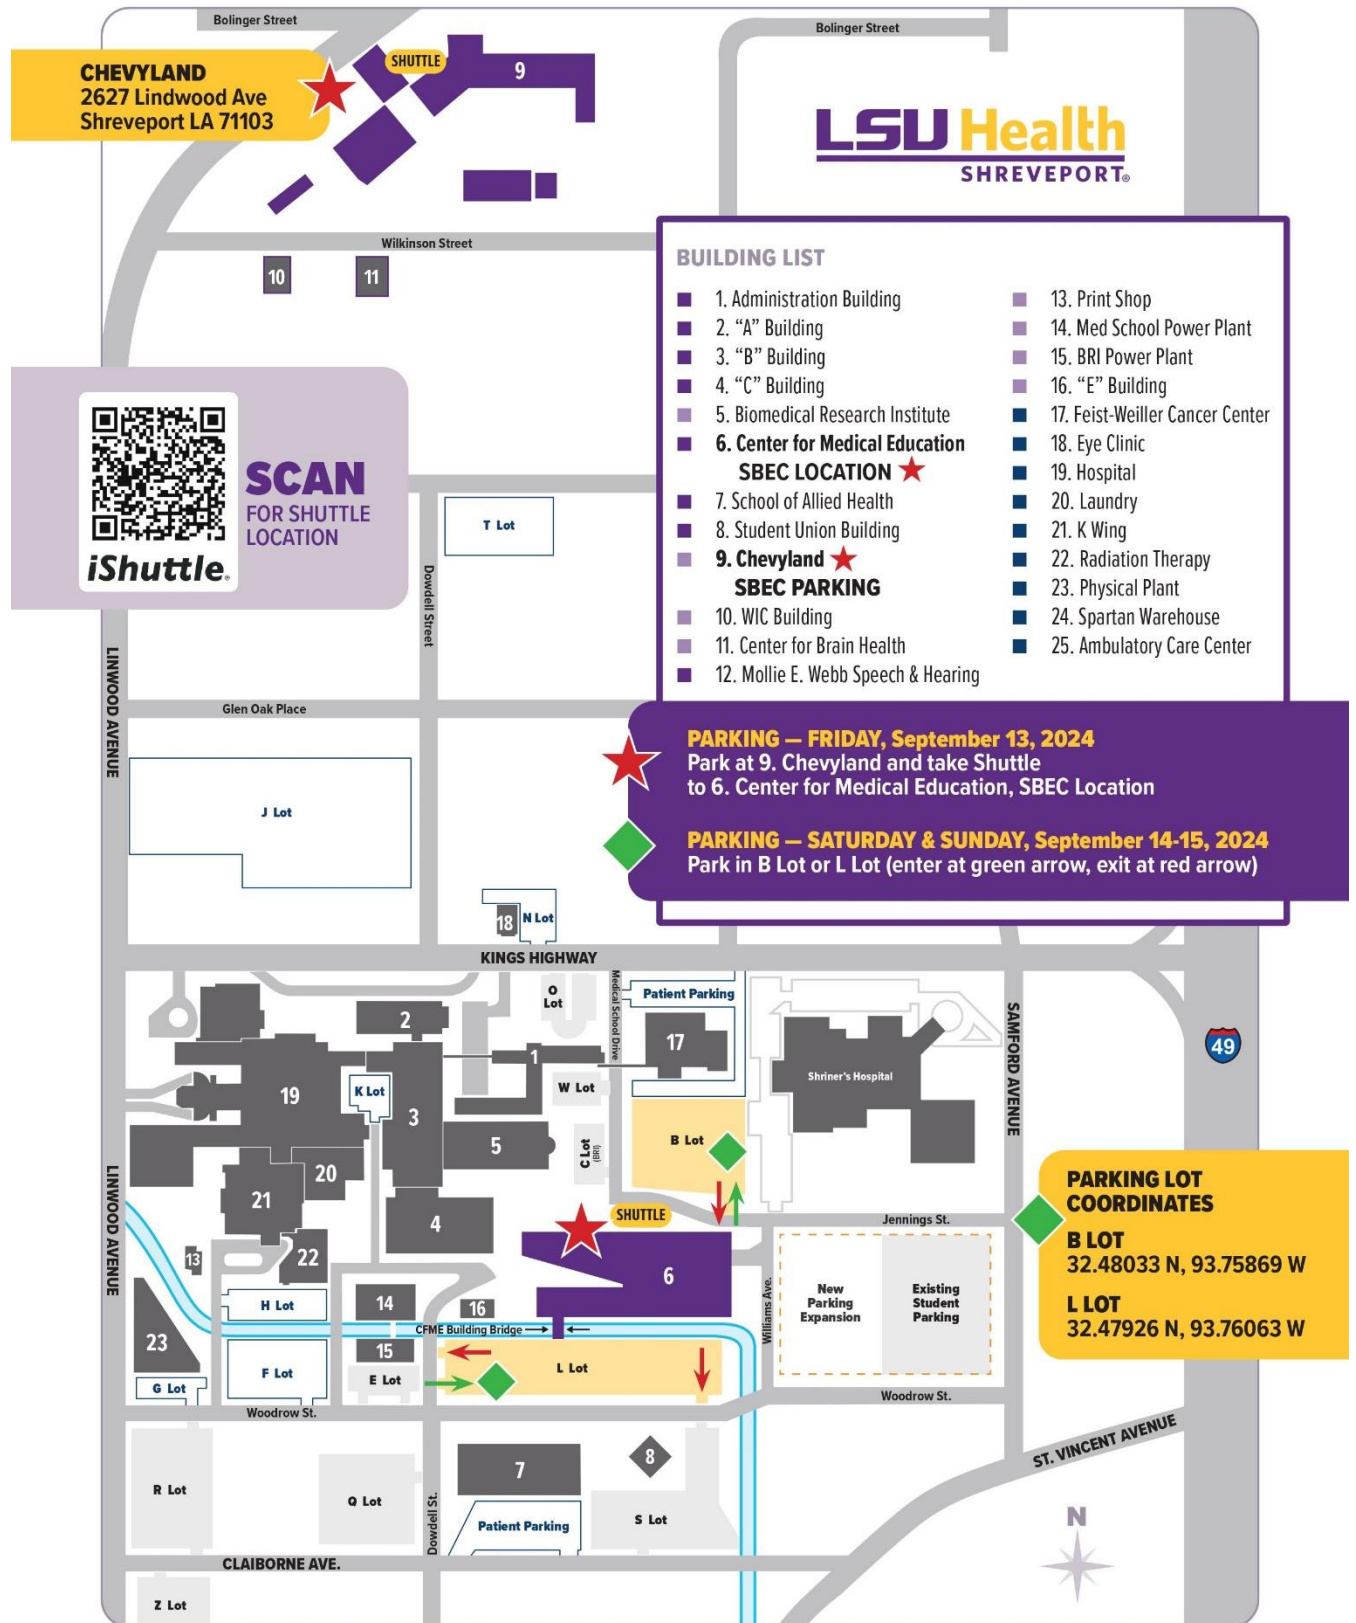 Bolinger Street
Bolinger Street
CHEVYLAND
2627 Lindwood Ave
Shreveport LA 71103
SHUTTLE
9
LSU Health
SHREVEPORT®
Wilkinson Street
10
11
BUILDING LIST
1. Administration Building
2. “A” Building
3. “B” Building
4. “C” Building
5. Biomedical Research Institute
6. Center for Medical Education
SBEC LOCATION
7. School of Allied Health
8. Student Union Building
9. Chevyland
SBEC PARKING
10. WIC Building
11. Center for Brain Health
12. Mollie E. Webb Speech & Hearing
13. Print Shop
14. Med School Power Plant
15. BRI Power Plant
16. “E” Building
17. Feist-Weiller Cancer Center
18. Eye Clinic
19. Hospital
20. Laundry
21. K Wing
22. Radiation Therapy
23. Physical Plant
24. Spartan Warehouse
25. Ambulatory Care Center
SCAN
FOR SHUTTLE
LOCATION
iShuttle®
T Lot
Dowdell Street
LINWOOD AVENUE
Glen Oak Place
J Lot
PARKING — FRIDAY, September 13, 2024
Park at 9. Chevyland and take Shuttle
to 6. Center for Medical Education, SBEC Location
PARKING — SATURDAY & SUNDAY, September 14-15, 2024
Park in B Lot or L Lot (enter at green arrow, exit at red arrow)
18
N Lot
KINGS HIGHWAY
O
Lot
Medical School Drive
Patient Parking
2
1
17
SAMFORD AVENUE
49
Shriner's Hospital
19
K Lot
3
W Lot
5
C Lot
(BRI)
B Lot
20
21
LINWOOD AVENUE
4
SHUTTLE
Jennings St.
PARKING LOT
COORDINATES
B LOT
32.48033 N, 93.75869 W
L LOT
32.47926 N, 93.76063 W
13
22
6
Williams Ave.
New
Parking
Expansion
Existing
Student
Parking
H Lot
14
16
CFME Building Bridge
23
15
F Lot
E Lot
L Lot
G Lot
Woodrow St.
Woodrow St.
ST. VINCENT AVENUE
R Lot
Q Lot
Dowdell St.
7
8
S Lot
Patient Parking
N
CLAIBORNE AVE.
Z Lot